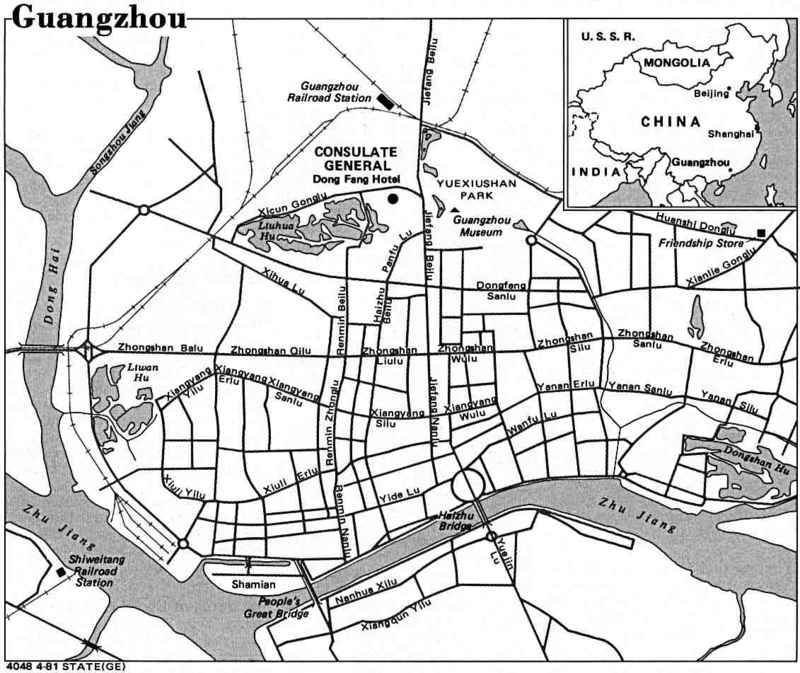 Guangzhou
U. S. S. R.
MONGOLIA
Beijing
CHINA
Shanghai
INDIA
Guangzhou
Songzhou Jiang
Guangzhou
Railroad Station
Jiefang Beilu
CONSULATE
GENERAL
Dong Fang Hotel
YUEXIUSHAN
PARK
Guangzhou
Museum
Xicun Gonglu
Liuhua
Hu
Panfu Lu
Jiefang Beilu
Huanshi Donglu
Friendship Store
Xianlie Gonglu
Dong Hai
Xihua Lu
Renmin Beilu
Haizhu
Beilu
Dongfeng
Sanlu
Zhongshan Balu
Zhongshan Qilu
Zhongshan
Liulu
Zhongshan
Wulu
Zhongshan
Silu
Zhongshan
Sanlu
Zhongshan
Erlu
Liwan
Hu
Xiangyang
Yilu
Xiangyang
Erlu
Xiangyang
Sanlu
Xiangyang
Silu
Xiangyang
Wulu
Jiefang Nanlu
Renmin Zhonglu
Wanfu Lu
Yanan Erlu
Yanan Sanlu
Yanan Silu
Dongshan Hu
Xiuli Yilu
Xiuli Erlu
Yide Lu
Renmin Nanlu
Haizhu
Bridge
Yuejin
Lu
Zhu Jiang
Zhu Jiang
Shiweitang
Railroad
Station
Shamian
People's
Great Bridge
Nanhua Xilu
Xiangqun Yilu
4048 4-81 STATE(GE)